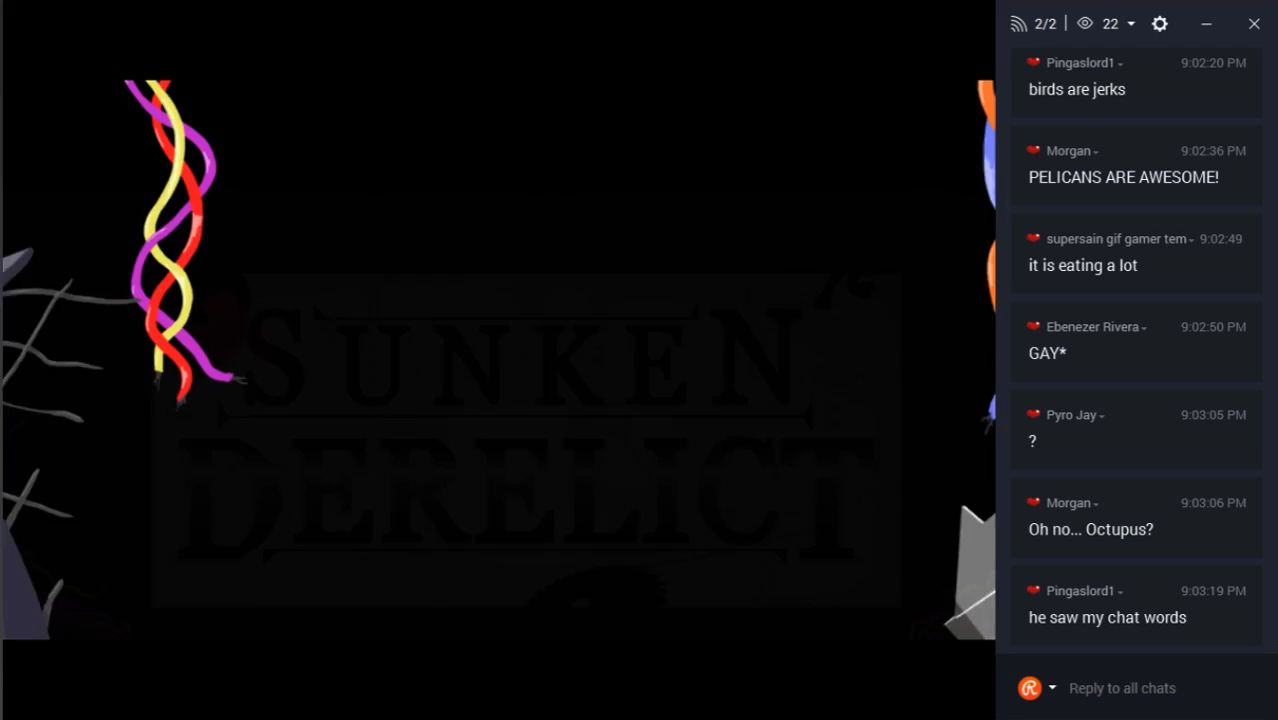 2/2 | 22
Pingaslord1 9:02:20 PM
birds are jerks
Morgan 9:02:36 PM
PELICANS ARE AWESOME!
supersain gif gamer tem 9:02:49
it is eating a lot
Ebenezer Rivera 9:02:50 PM
GAY*
Pyro Jay 9:03:05 PM
?
Morgan 9:03:06 PM
Oh no... Octupus?
Pingaslord1 9:03:19 PM
he saw my chat words
Reply to all chats
SUNKEN
DERELICT